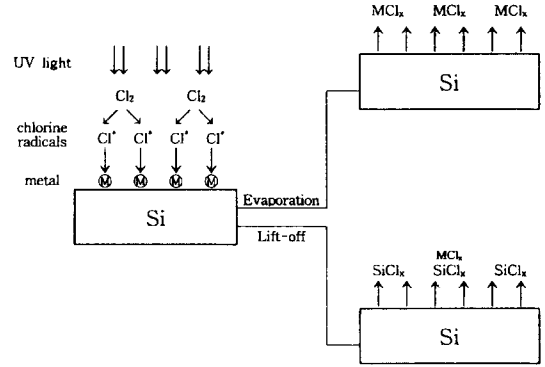 UV light
Cl₂ Cl₂
chlorine
radicals
Cl* Cl* Cl* Cl*
metal
M M M M
Si
Evaporation
Lift-off
MClₓ MClₓ MClₓ
Si
MClₓ
SiClₓ SiClₓ SiClₓ
Si